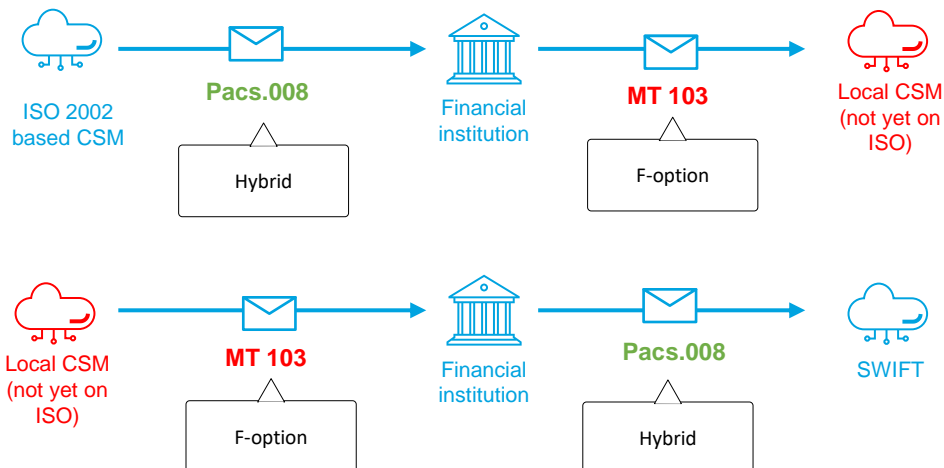 Pacs.008
MT 103
ISO 2002
based CSM
Financial
institution
Local CSM
(not yet on
ISO)
Hybrid
F-option
Local CSM
(not yet on
ISO)
MT 103
Financial
institution
Pacs.008
SWIFT
F-option
Hybrid